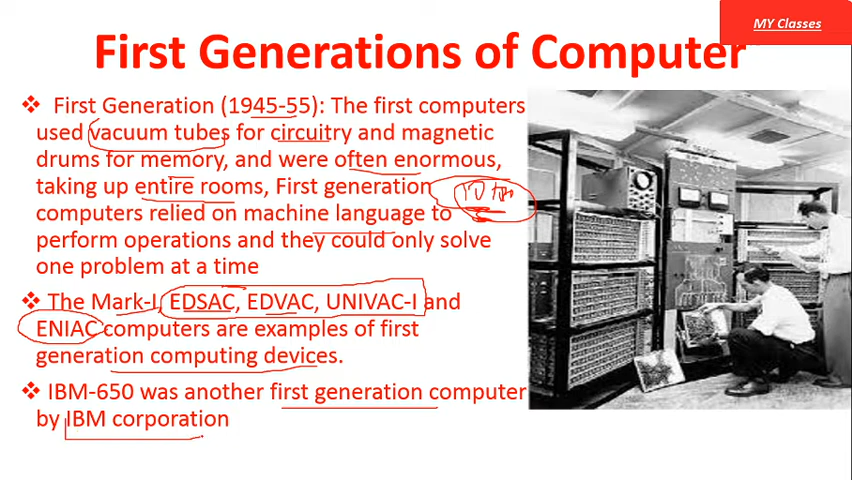 MY Classes
First Generations of Computer
❖ First Generation (1945-55): The first computers
used vacuum tubes for circuitry and magnetic
drums for memory, and were often enormous,
taking up entire rooms, First generation
computers relied on machine language to
perform operations and they could only solve
one problem at a time
❖ The Mark-I, EDSAC, EDVAC, UNIVAC-I and
ENIAC computers are examples of first
generation computing devices.
❖ IBM-650 was another first generation computer
by IBM corporation